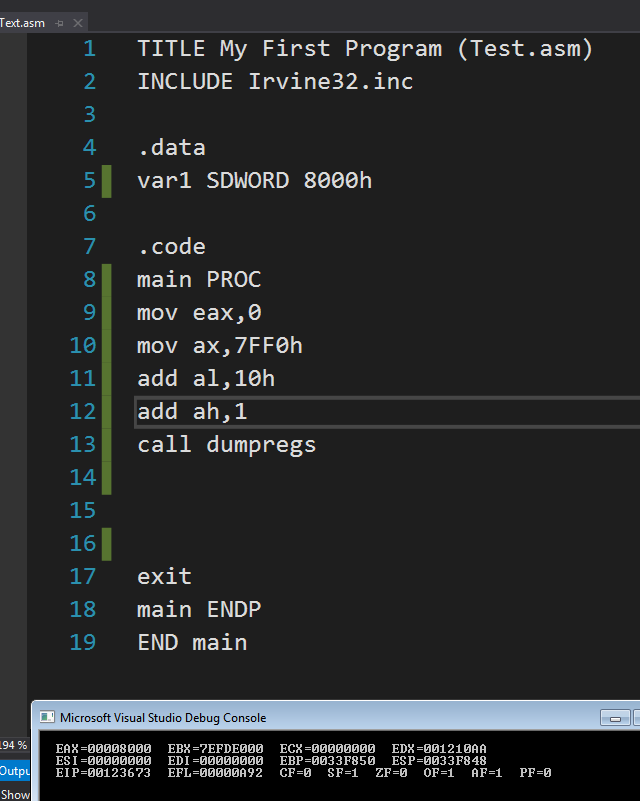 Text.asm
1 TITLE My First Program (Test.asm)
2 INCLUDE Irvine32.inc
3
4 .data
5 var1 SDWORD 8000h
6
7 .code
8 main PROC
9 mov eax,0
10 mov ax,7FF0h
11 add al,10h
12 add ah,1
13 call dumpregs
14
15
16
17 exit
18 main ENDP
19 END main
Microsoft Visual Studio Debug Console
194 %
EAX=00008000 EBX=7EFDE000 ECX=00000000 EDX=001210AA
ESI=00000000 EDI=00000000 EBP=0033F850 ESP=0033F848
EIP=00123673 EFL=00000A92 CF=0 SF=1 ZF=0 OF=1 AF=1 PF=0
Outpu
Show